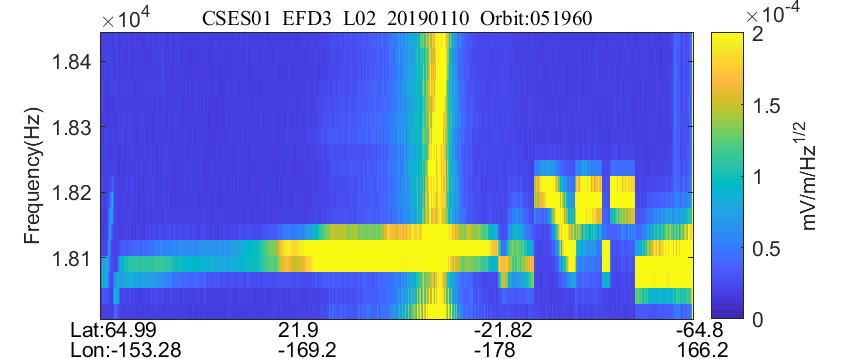 ×10⁴ CSES01 EFD3 L02 20190110 Orbit:051960 ×10⁻⁴
1.84
1.83
1.82
1.81
Frequency(Hz)
2
1.5
1
0.5
0
mV/m/Hz^1/2
Lat:64.99 21.9 -21.82 -64.8
Lon:-153.28 -169.2 -178 166.2